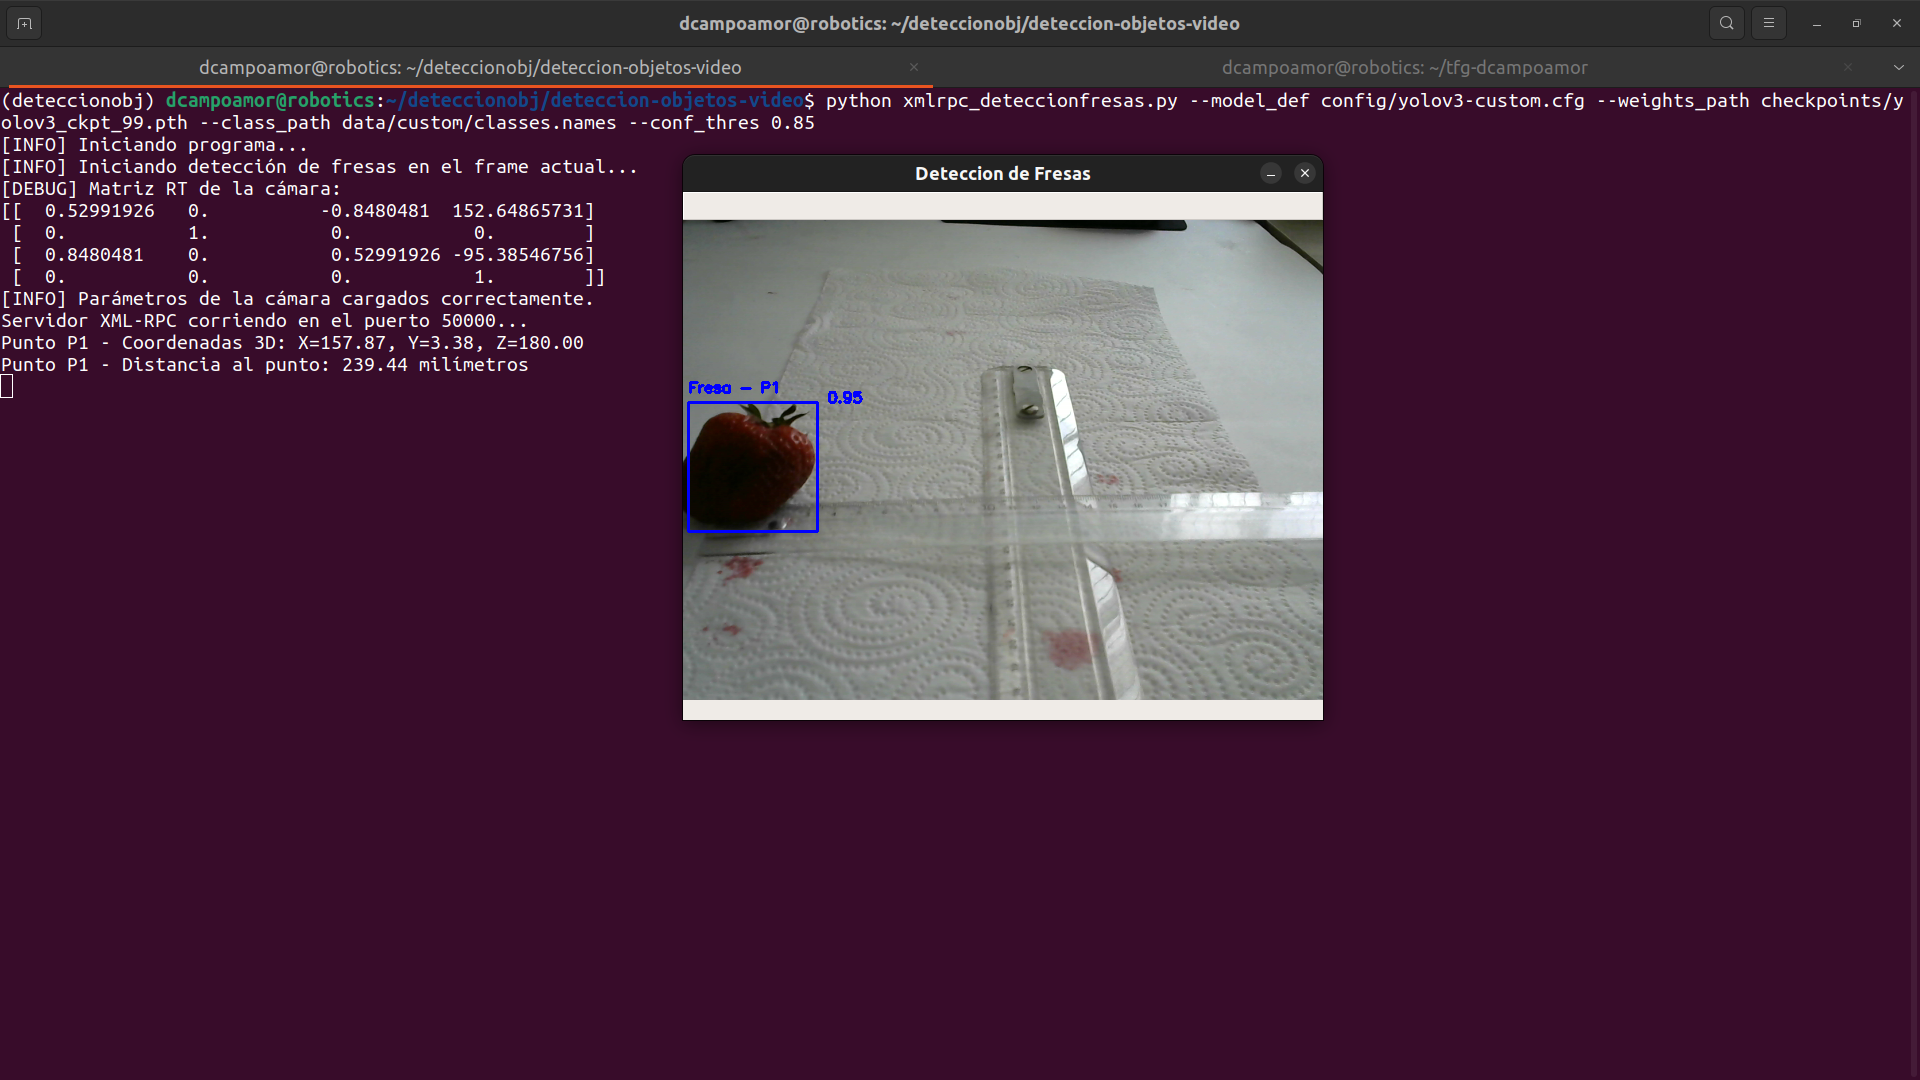 dcampoamor@robotics: ~/deteccionobj/deteccion-objetos-video
dcampoamor@robotics: ~/deteccionobj/deteccion-objetos-video
dcampoamor@robotics: ~/tfg-dcampoamor
(deteccionobj) dcampoamor@robotics:~/deteccionobj/deteccion-objetos-video$ python xmlrpc_deteccionfresas.py --model_def config/yolov3-custom.cfg --weights_path checkpoints/y
olov3_ckpt_99.pth --class_path data/custom/classes.names --conf_thres 0.85
[INFO] Iniciando programa...
[INFO] Iniciando detección de fresas en el frame actual...
[DEBUG] Matriz RT de la cámara:
[[ 0.52991926 0. -0.8480481 152.64865731]
[ 0. 1. 0. 0. ]
[ 0.8480481 0. 0.52991926 -95.38546756]
[ 0. 0. 0. 1. ]]
[INFO] Parámetros de la cámara cargados correctamente.
Servidor XML-RPC corriendo en el puerto 50000...
Punto P1 - Coordenadas 3D: X=157.87, Y=3.38, Z=180.00
Punto P1 - Distancia al punto: 239.44 milímetros
Deteccion de Fresas
Fresa - P1
0.95